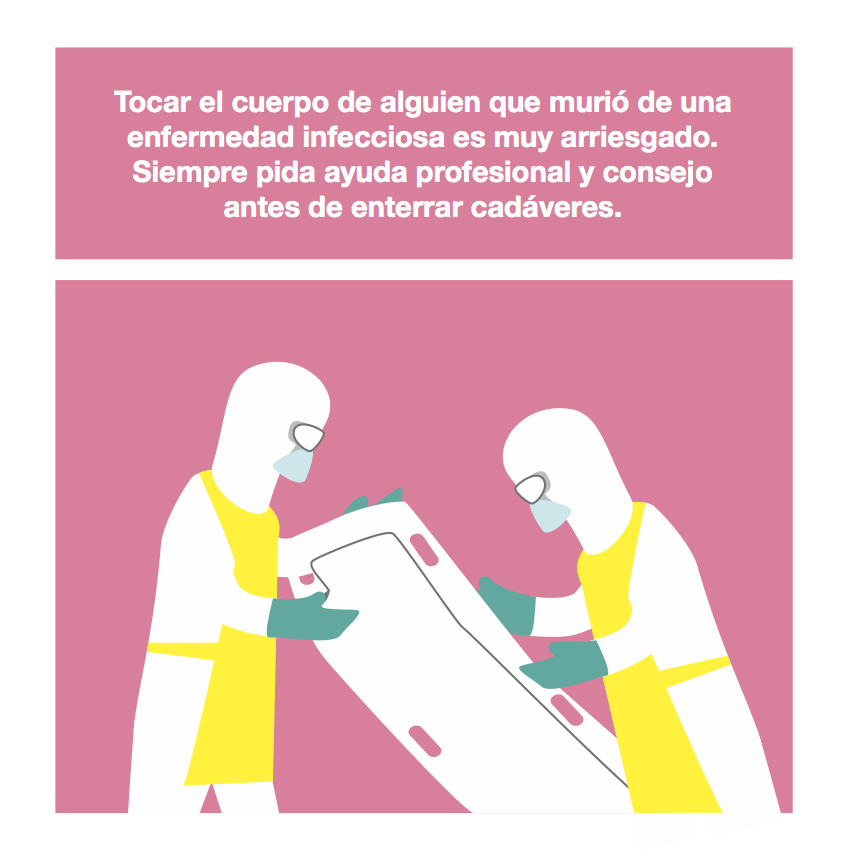 Tocar el cuerpo de alguien que murió de una
enfermedad infecciosa es muy arriesgado.
Siempre pida ayuda profesional y consejo
antes de enterrar cadáveres.